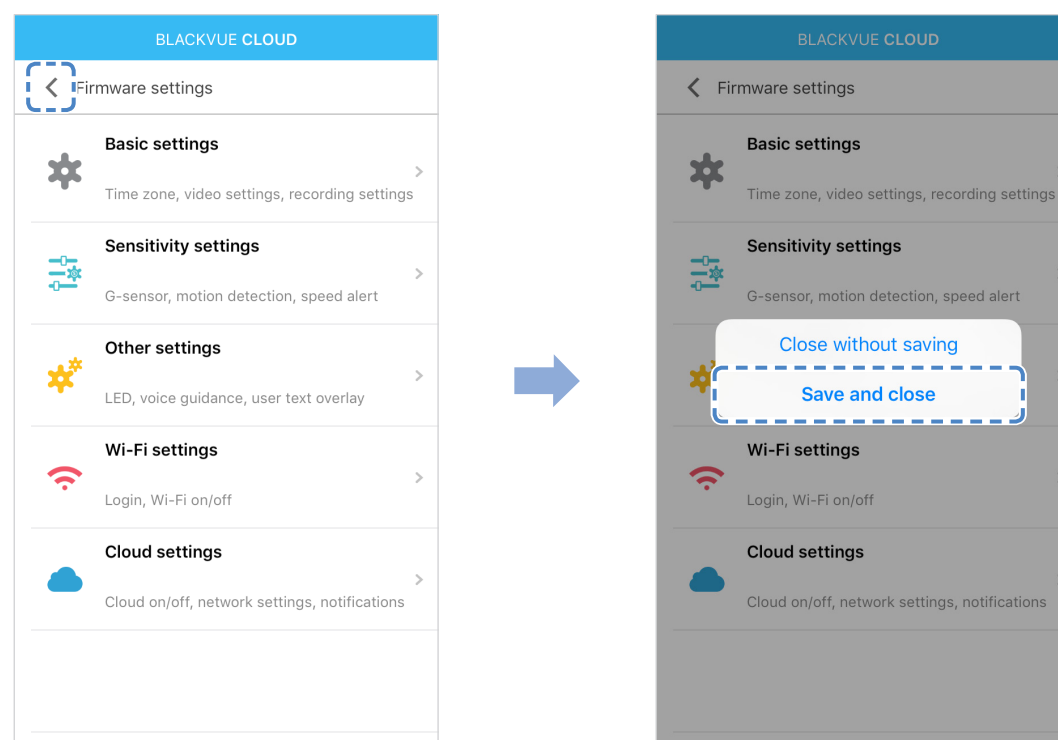 BLACKVUE CLOUD
Firmware settings
Basic settings
Time zone, video settings, recording settings
Sensitivity settings
G-sensor, motion detection, speed alert
Other settings
LED, voice guidance, user text overlay
Wi-Fi settings
Login, Wi-Fi on/off
Cloud settings
Cloud on/off, network settings, notifications
BLACKVUE CLOUD
Firmware settings
Basic settings
Time zone, video settings, recording settings
Sensitivity settings
G-sensor, motion detection, speed alert
Close without saving
Save and close
Wi-Fi settings
Login, Wi-Fi on/off
Cloud settings
Cloud on/off, network settings, notifications